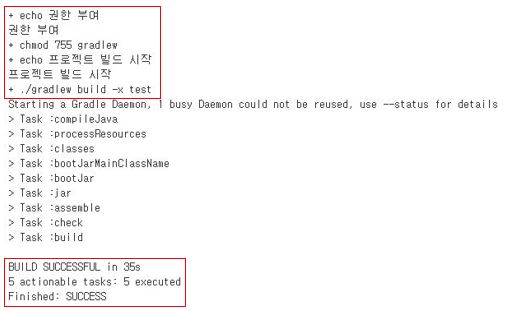 + echo 권한 부여
권한 부여
+ chmod 755 gradlew
+ echo 프로젝트 빌드 시작
프로젝트 빌드 시작
+ ./gradlew build -x test
Starting a Gradle Daemon, 1 busy Daemon could not be reused, use --status for details
> Task :compileJava
> Task :processResources
> Task :classes
> Task :bootJarMainClassName
> Task :bootJar
> Task :jar
> Task :assemble
> Task :check
> Task :build
BUILD SUCCESSFUL in 35s
5 actionable tasks: 5 executed
Finished: SUCCESS